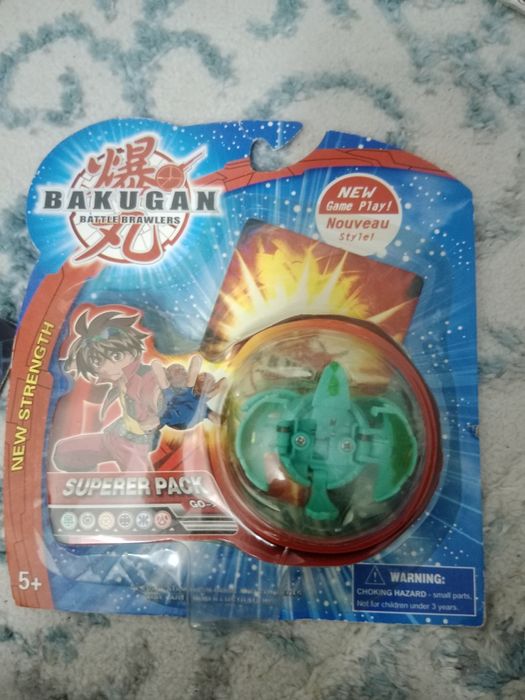 爆
BAKUGAN
BATTLE BRAWLERS
丸
NEW
Game Play!
Nouveau
Style!
NEW STRENGTH
SUPERER PACK
5+
WARNING:
CHOKING HAZARD - small parts.
Not for children under 3 years.